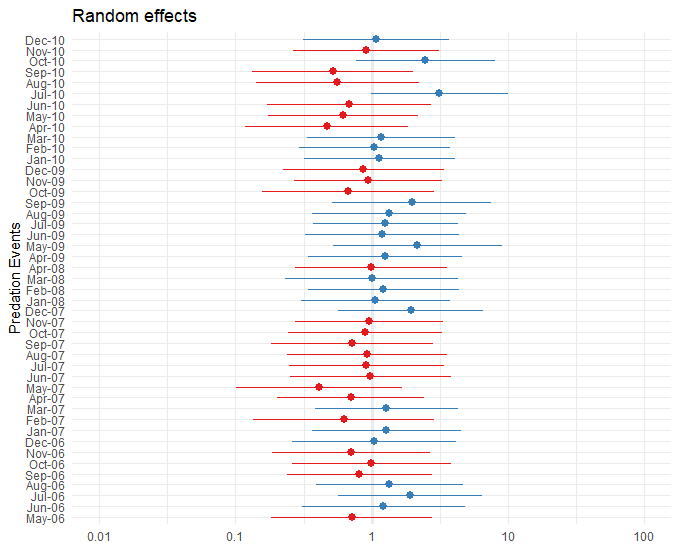 Random effects
Predation Events
Dec-10
Nov-10
Oct-10
Sep-10
Aug-10
Jul-10
Jun-10
May-10
Apr-10
Mar-10
Feb-10
Jan-10
Dec-09
Nov-09
Oct-09
Sep-09
Aug-09
Jul-09
Jun-09
May-09
Apr-09
Apr-08
Mar-08
Feb-08
Jan-08
Dec-07
Nov-07
Oct-07
Sep-07
Aug-07
Jul-07
Jun-07
May-07
Apr-07
Mar-07
Feb-07
Jan-07
Dec-06
Nov-06
Oct-06
Sep-06
Aug-06
Jul-06
Jun-06
May-06
0.01 0.1 1 10 100